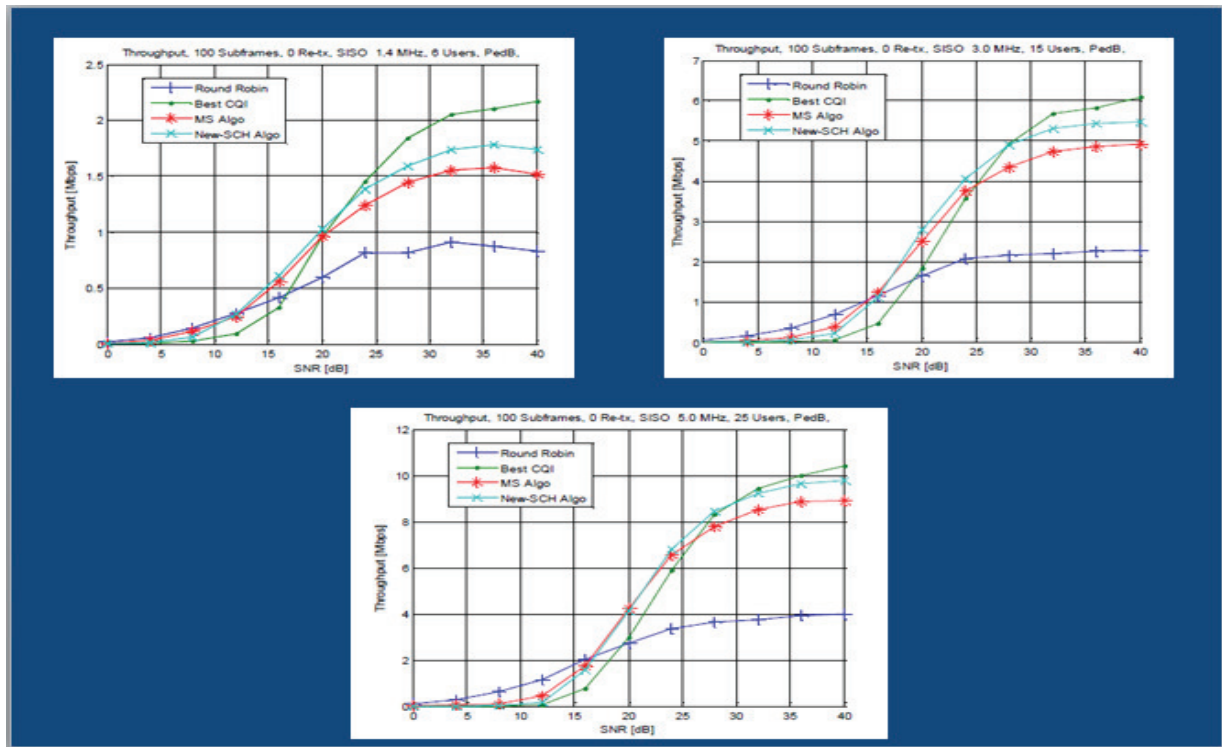 Throughput, 100 Subframes, 0 Re-tx, SISO 1.4 MHz, 6 Users, PedB,
2.5
2
1.5
1
0.5
0
Throughput [Mbps]
Round Robin
Best CQI
MS Algo
New-SCH Algo
0 5 10 15 20 25 30 35 40
SNR [dB]
Throughput, 100 Subframes, 0 Re-tx, SISO 3.0 MHz, 15 Users, PedB,
7
6
5
4
3
2
1
0
Throughput [Mbps]
Round Robin
Best CQI
MS Algo
New-SCH Algo
0 5 10 15 20 25 30 35 40
SNR [dB]
Throughput, 100 Subframes, 0 Re-tx, SISO 5.0 MHz, 25 Users, PedB,
12
10
8
6
4
2
0
Throughput [Mbps]
Round Robin
Best CQI
MS Algo
New-SCH Algo
0 5 10 15 20 25 30 35 40
SNR [dB]